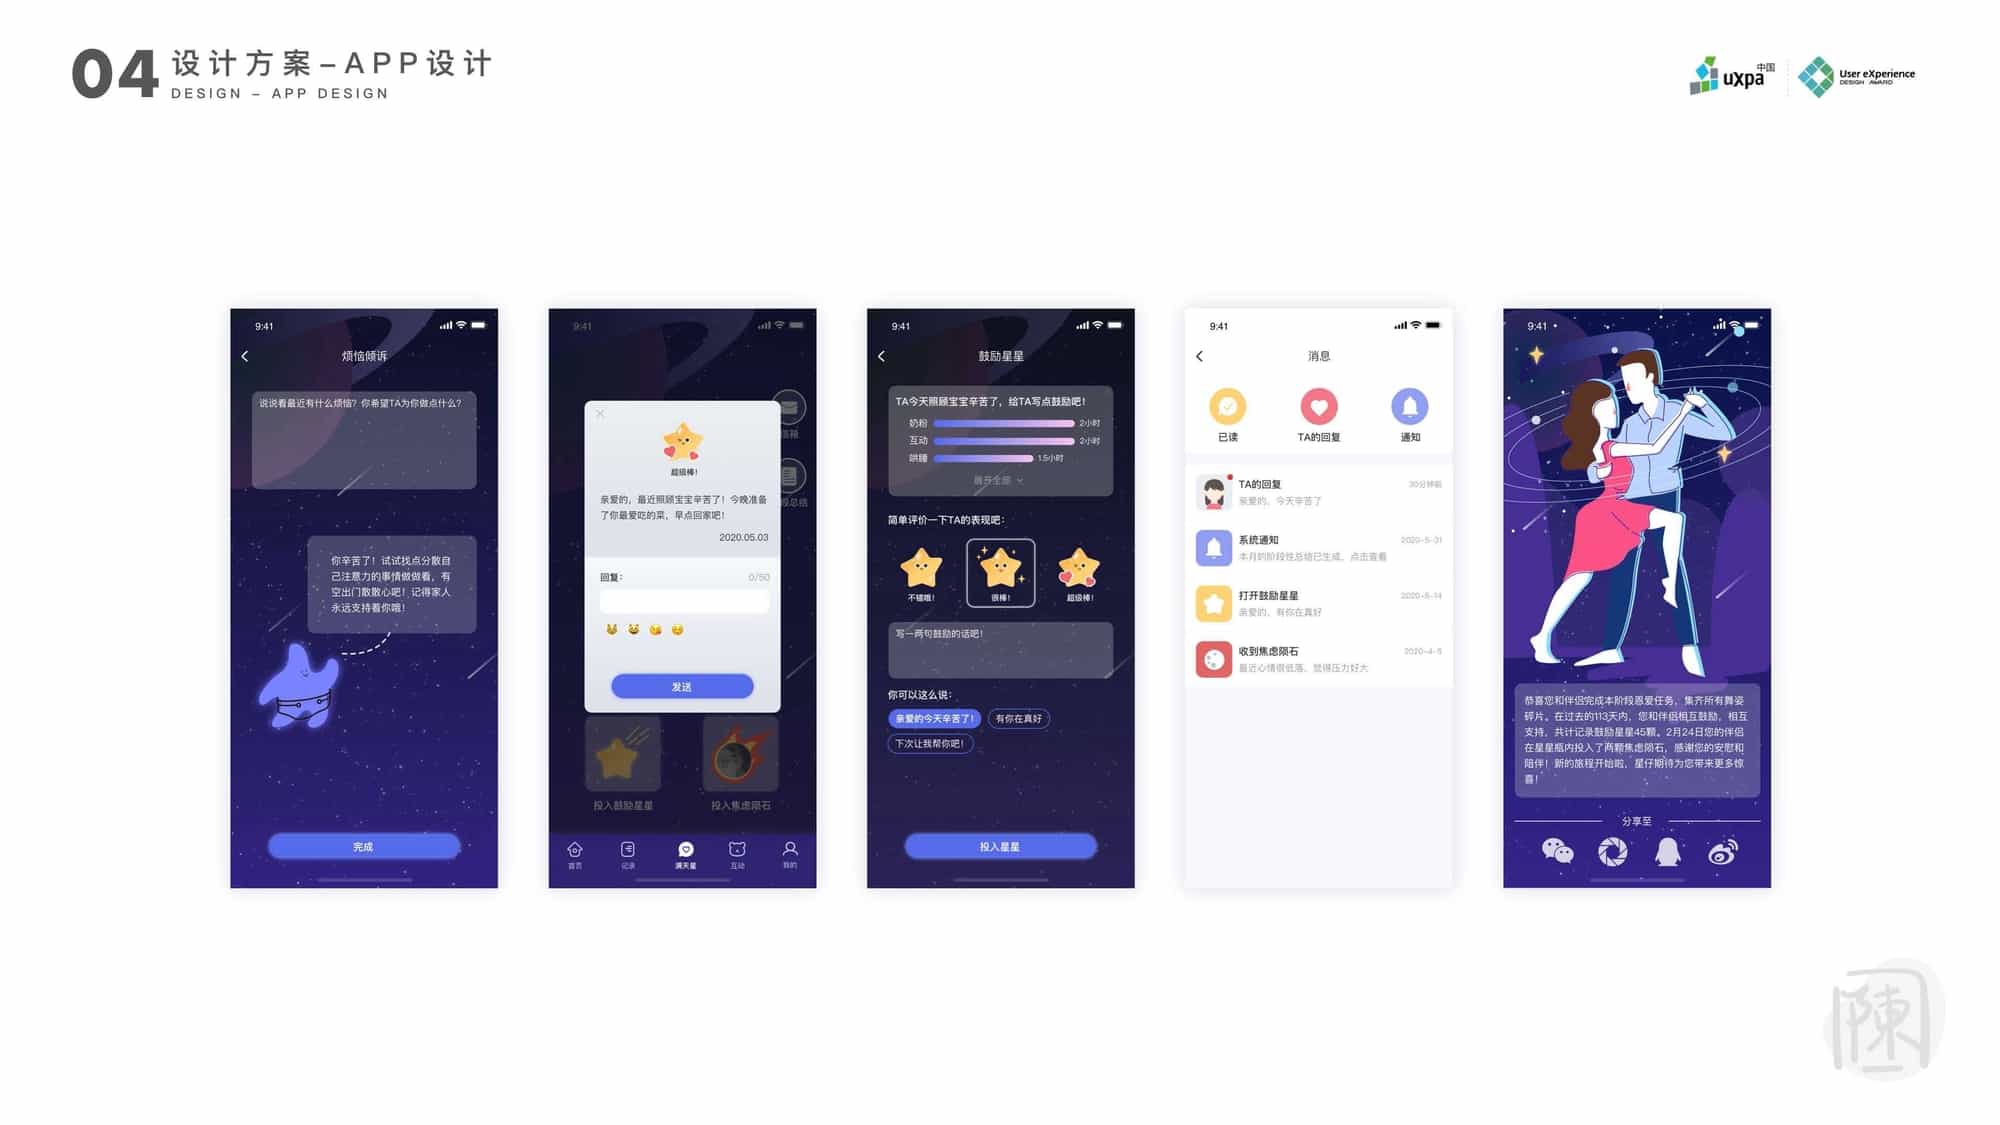 04 设计方案–APP设计
DESIGN – APP DESIGN
uxpa 中国
User eXperience
DESIGN AWARD
9:41
烦恼倾诉
说说看最近有什么烦恼？你希望TA为你做点什么？
你辛苦了！试试找点分散自
己注意力的事情做做看，有
空出门散散心吧！记得家人
永远支持着你哦！
完成
9:41
超级棒！
亲爱的，最近照顾宝宝辛苦了！今晚准备
了你最爱吃的菜，早点回家吧！
2020.05.03
回复：
0/50
发送
投入鼓励星星
投入焦虑陨石
首页
记录
满天星
互动
我的
9:41
鼓励星星
TA今天照顾宝宝辛苦了，给TA写点鼓励吧！
奶粉 2小时
互动 2小时
哄睡 1.5小时
展开全部
简单评价一下TA的表现吧：
不错哦！
很棒！
超级棒！
写一两句鼓励的话吧！
你可以这么说：
亲爱的今天辛苦了！
有你在真好
下次让我帮你吧！
投入星星
9:41
消息
已读
TA的回复
通知
TA的回复 30分钟前
亲爱的，今天辛苦了
系统通知 2020-5-31
本月的阶段性总结已生成，点击查看
打开鼓励星星 2020-5-14
亲爱的，有你在真好
收到焦虑陨石 2020-4-5
最近心情很低落，觉得压力好大
9:41
恭喜您和伴侣完成本阶段恩爱任务，集齐所有舞姿
碎片。在过去的113天内，您和伴侣相互鼓励，相互
支持，共计记录鼓励星星45颗。2月24日您的伴侣
在星星瓶内投入了两颗焦虑陨石，感谢您的安慰和
陪伴！新的旅程开始啦，星仔期待为您带来更多惊
喜！
分享至
陳